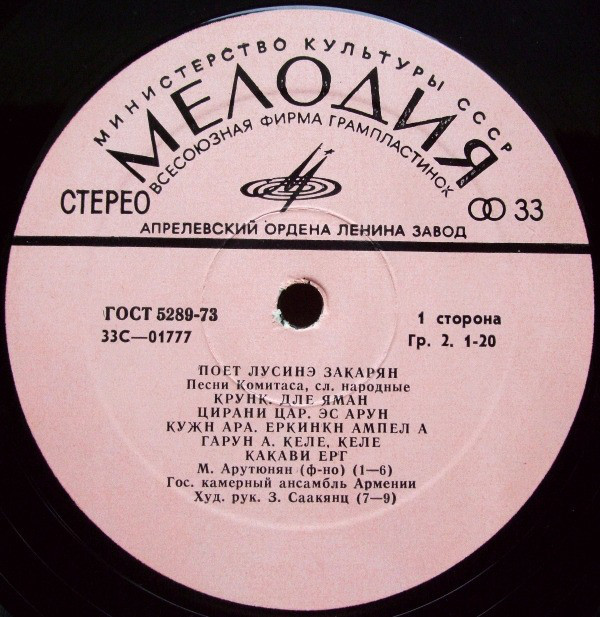 МИНИСТЕРСТВО КУЛЬТУРЫ СССР
МЕЛОДИЯ
ВСЕСОЮЗНАЯ ФИРМА ГРАМПЛАСТИНОК
СТЕРЕО
33
АПРЕЛЕВСКИЙ ОРДЕНА ЛЕНИНА ЗАВОД
ГОСТ 5289-73
33С—01777
1 сторона
Гр. 2. 1-20
ПОЕТ ЛУСИНЭ ЗАКАРЯН
Песни Комитаса, сл. народные
КРУНК. ДЛЕ ЯМАН
ЦИРАНИ ЦАР. ЭС АРУН
КУЖН АРА. ЕРКИНКН АМПЕЛ А
ГАРУН А. КЕЛЕ, КЕЛЕ
КАКАВИ ЕРГ
М. Арутюнян (ф-но) (1—6)
Гос. камерный ансамбль Армении
Худ. рук. З. Саакянц (7—9)